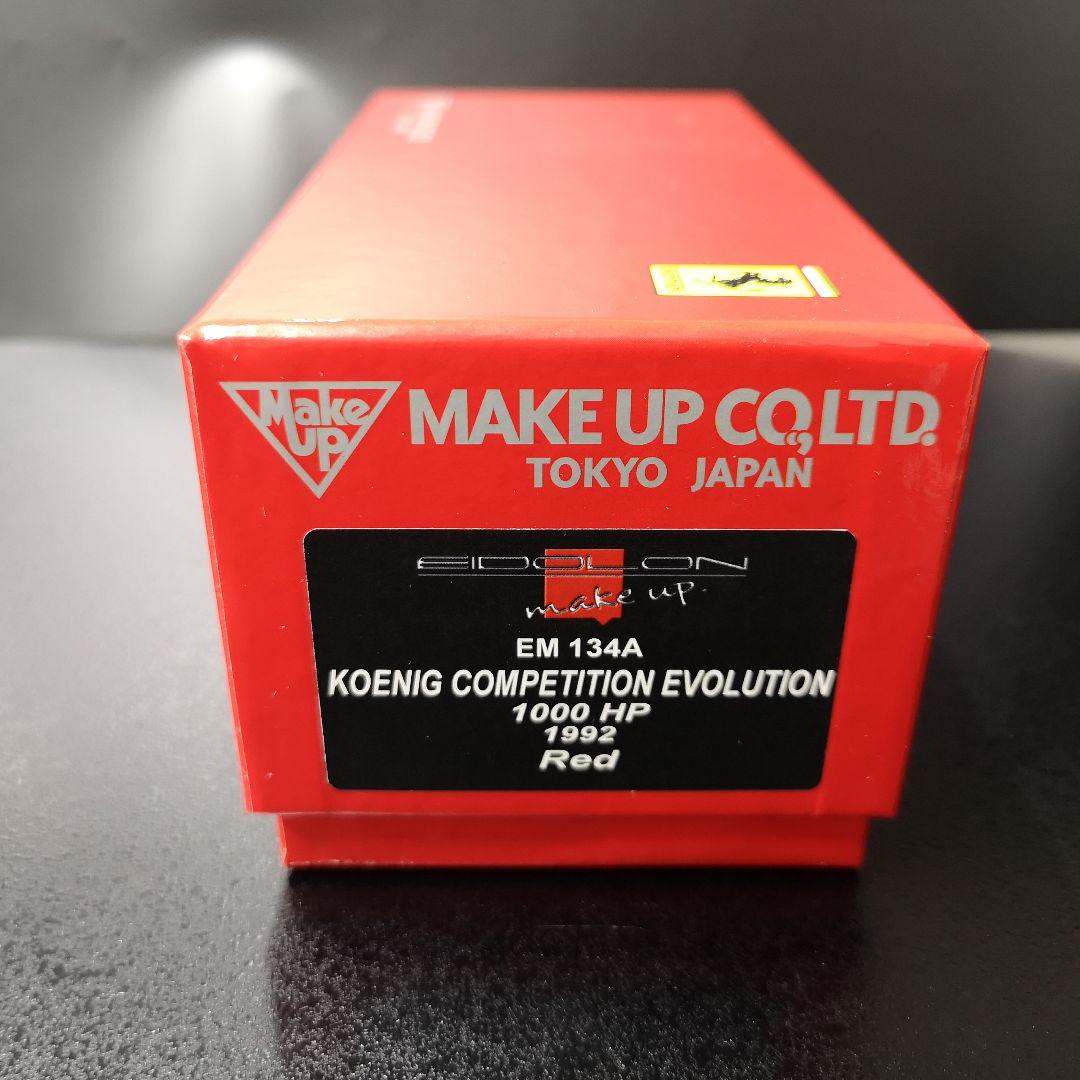 Make Up
MAKE UP CO., LTD.
TOKYO JAPAN
EIDOLON
make up.
EM 134A
KOENIG COMPETITION EVOLUTION
1000 HP
1992
Red